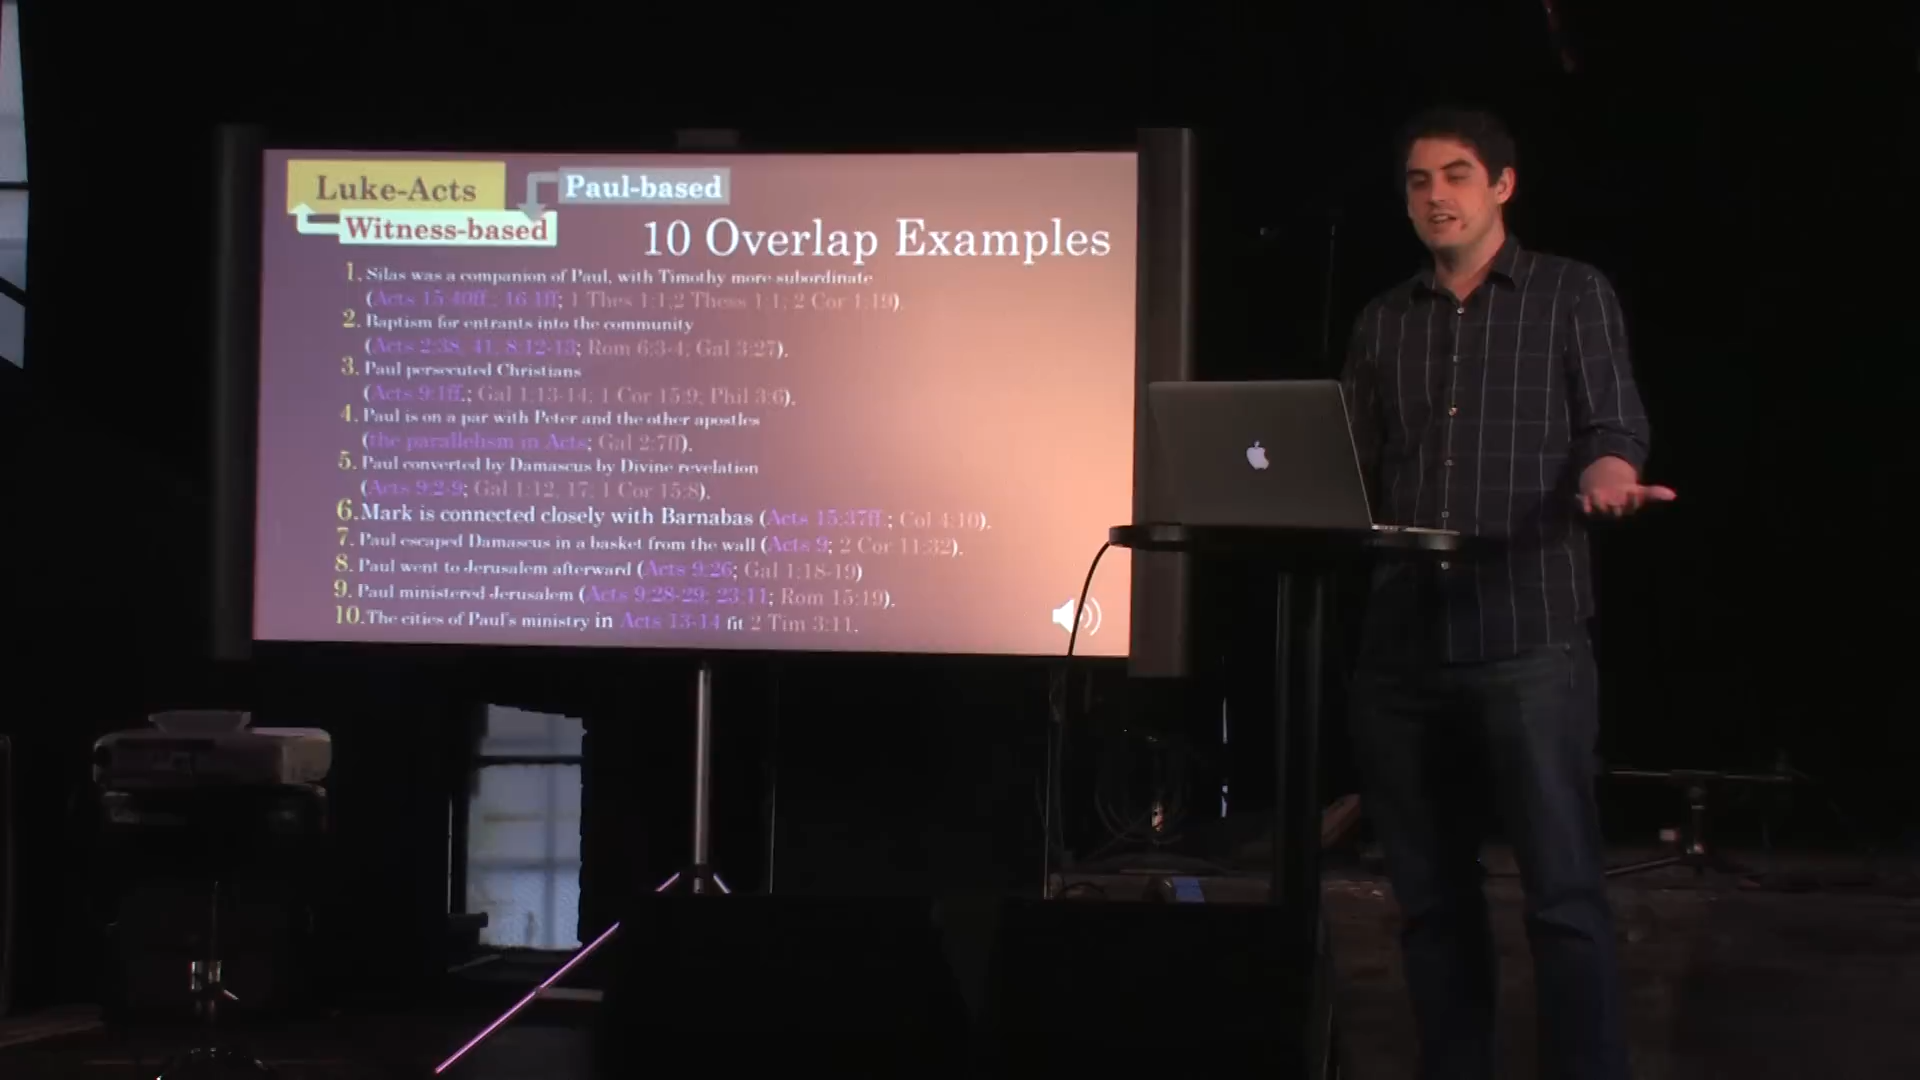 Luke-Acts
Paul-based
Witness-based
10 Overlap Examples
1. Silas was a companion of Paul, with Timothy more subordinate
(Acts 15:40ff.; 16:1ff; 1 Thes 1:1;2 Thess 1:1; 2 Cor 1:19).
2. Baptism for entrants into the community
(Acts 2:38, 41, 8:12-13; Rom 6:3-4; Gal 3:27).
3. Paul persecuted Christians
(Acts 9:1ff.; Gal 1:13-14; 1 Cor 15:9; Phil 3:6).
4. Paul is on a par with Peter and the other apostles
(the parallelism in Acts; Gal 2:7ff).
5. Paul converted by Damascus by Divine revelation
(Acts 9:2-9; Gal 1:12, 17; 1 Cor 15:8).
6. Mark is connected closely with Barnabas (Acts 15:37ff.; Col 4:10).
7. Paul escaped Damascus in a basket from the wall (Acts 9; 2 Cor 11:32).
8. Paul went to Jerusalem afterward (Acts 9:26; Gal 1:18-19)
9. Paul ministered Jerusalem (Acts 9:28-29; 23:11; Rom 15:19).
10. The cities of Paul's ministry in Acts 13-14 fit 2 Tim 3:11.